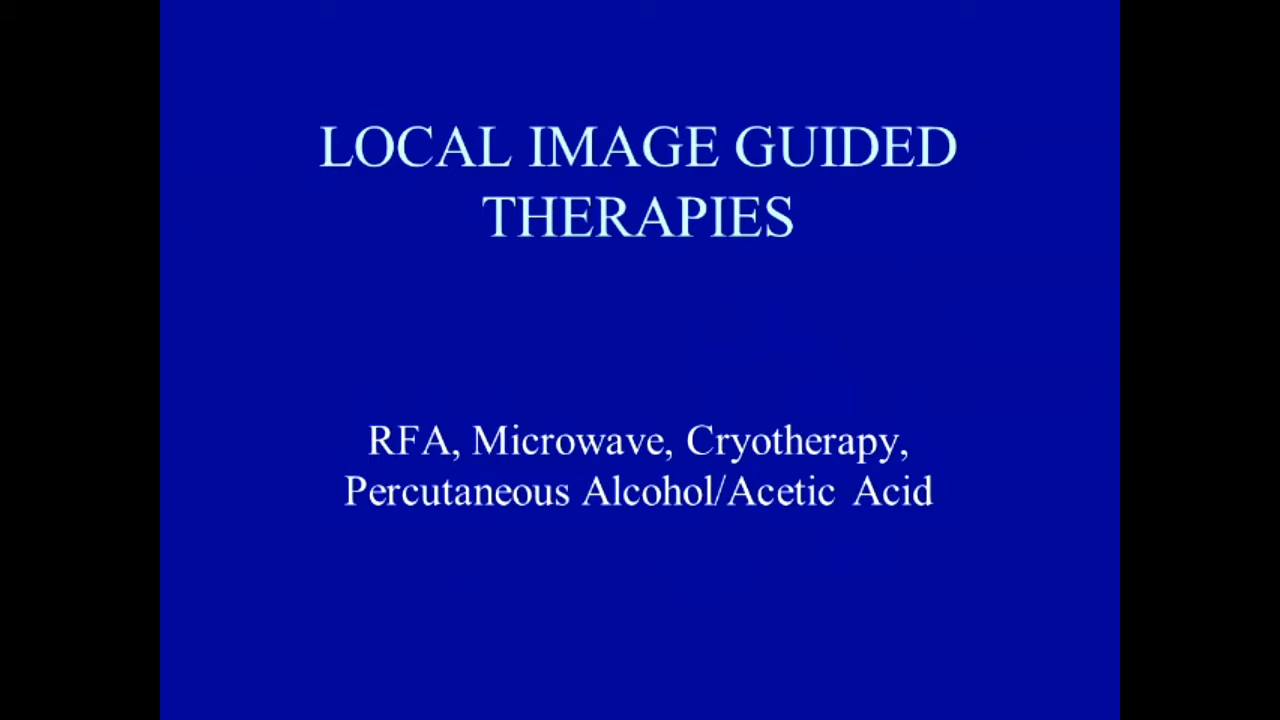 LOCAL IMAGE GUIDED
THERAPIES
RFA, Microwave, Cryotherapy,
Percutaneous Alcohol/Acetic Acid